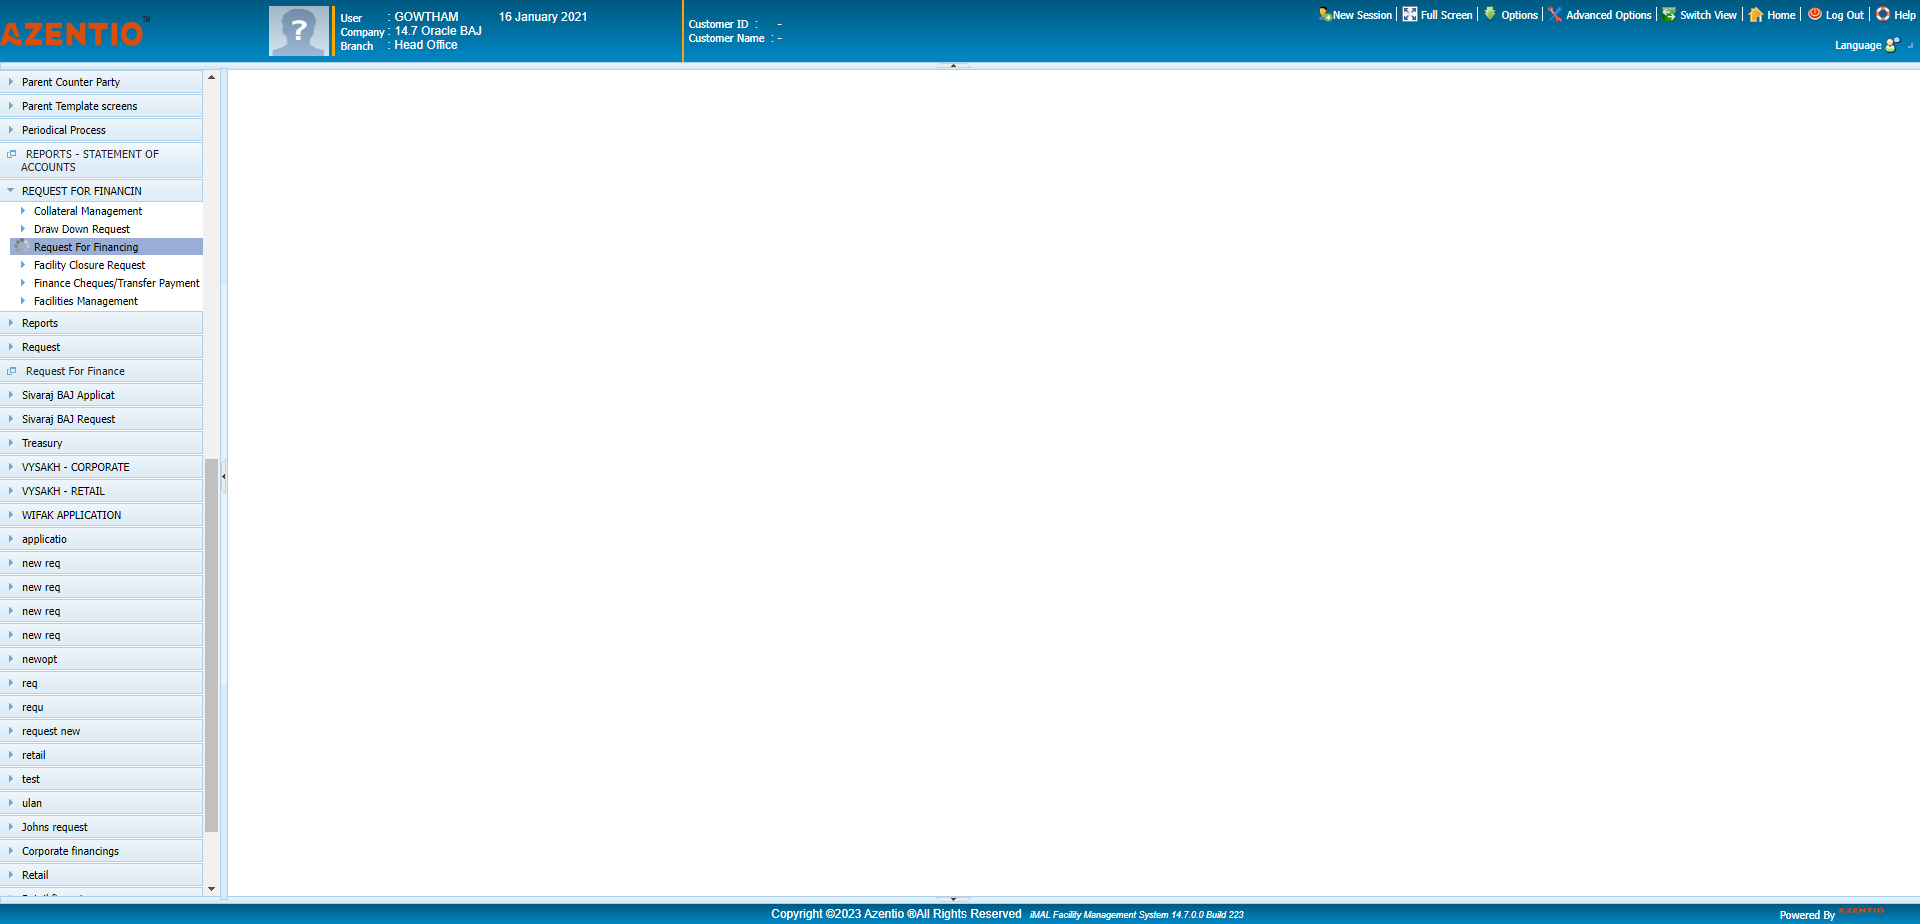 AZENTIO™
User : GOWTHAM 16 January 2021
Company : 14.7 Oracle BAJ
Branch : Head Office
Customer ID : -
Customer Name : -
New Session | Full Screen | Options | Advanced Options | Switch View | Home | Log Out | Help
Language
Parent Counter Party
Parent Template screens
Periodical Process
REPORTS - STATEMENT OF
ACCOUNTS
REQUEST FOR FINANCIN
Collateral Management
Draw Down Request
Request For Financing
Facility Closure Request
Finance Cheques/Transfer Payment
Facilities Management
Reports
Request
Request For Finance
Sivaraj BAJ Applicat
Sivaraj BAJ Request
Treasury
VYSAKH - CORPORATE
VYSAKH - RETAIL
WIFAK APPLICATION
applicatio
new req
new req
new req
new req
newopt
req
requ
request new
retail
test
ulan
Johns request
Corporate financings
Retail
Copyright ©2023 Azentio ®All Rights Reserved iMAL Facility Management System 14.7.0.0 Build 223
Powered By AZENTIO